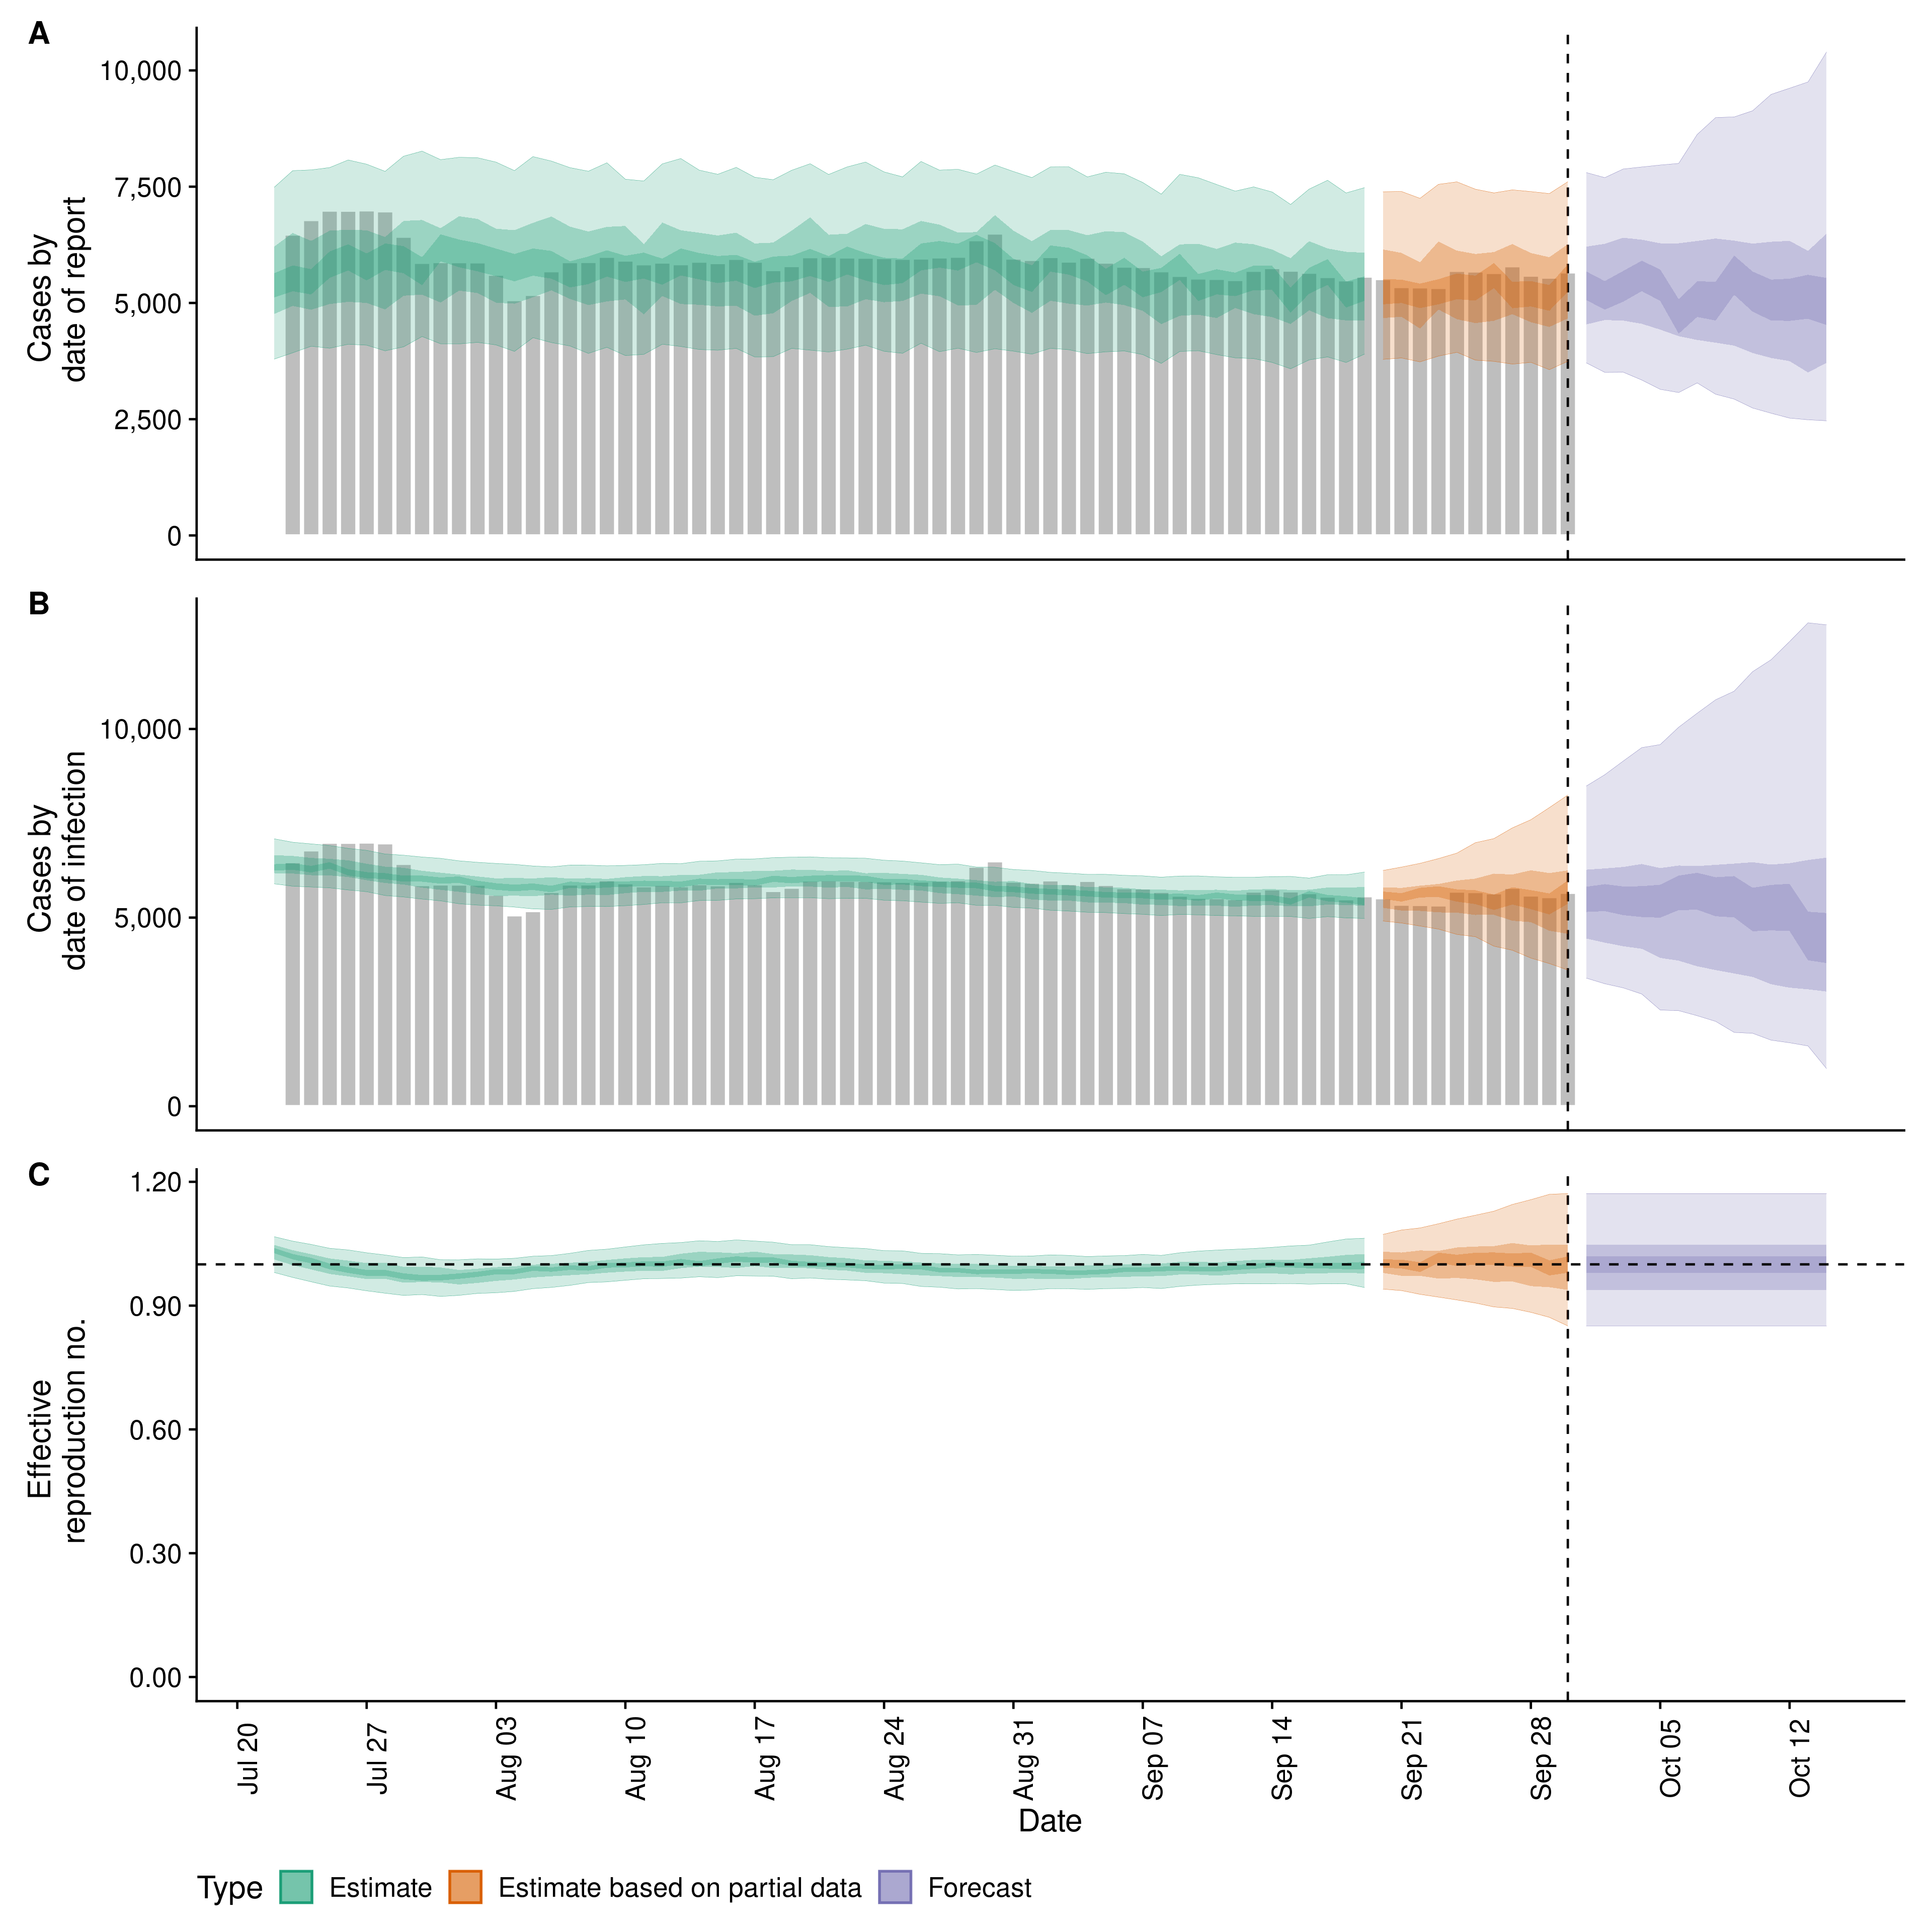 A
Cases by
date of report
10,000
7,500
5,000
2,500
0
B
Cases by
date of infection
10,000
5,000
0
C
Effective
reproduction no.
1.20
0.90
0.60
0.30
0.00
Jul 20
Jul 27
Aug 03
Aug 10
Aug 17
Aug 24
Aug 31
Sep 07
Sep 14
Sep 21
Sep 28
Oct 05
Oct 12
Date
Type Estimate Estimate based on partial data Forecast